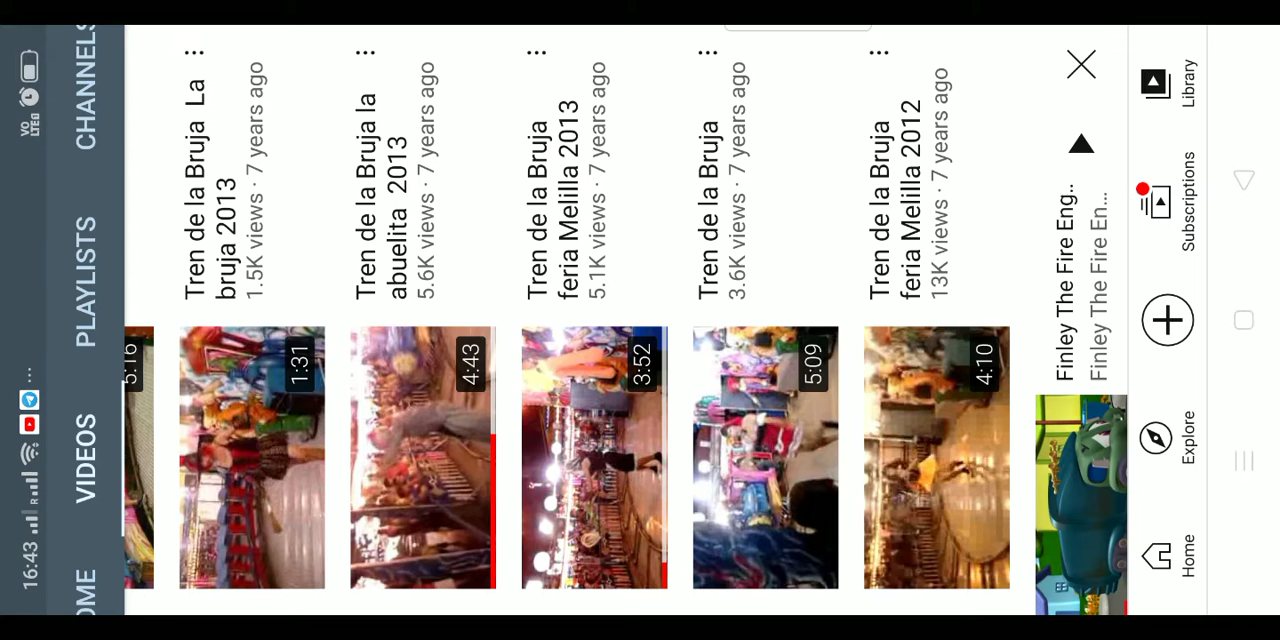 16:43
VO LTE
HOME VIDEOS PLAYLISTS CHANNELS
5:16
1:31
Tren de la Bruja La
bruja 2013
1.5K views · 7 years ago
4:43
Tren de la Bruja la
abuelita 2013
5.6K views · 7 years ago
3:52
Tren de la Bruja
feria Melilla 2013
5.1K views · 7 years ago
5:09
Tren de la Bruja
3.6K views · 7 years ago
4:10
Tren de la Bruja
feria Melilla 2012
13K views · 7 years ago
Finley The Fire Eng..
Finley The Fire En...
Home
Explore
Subscriptions
Library